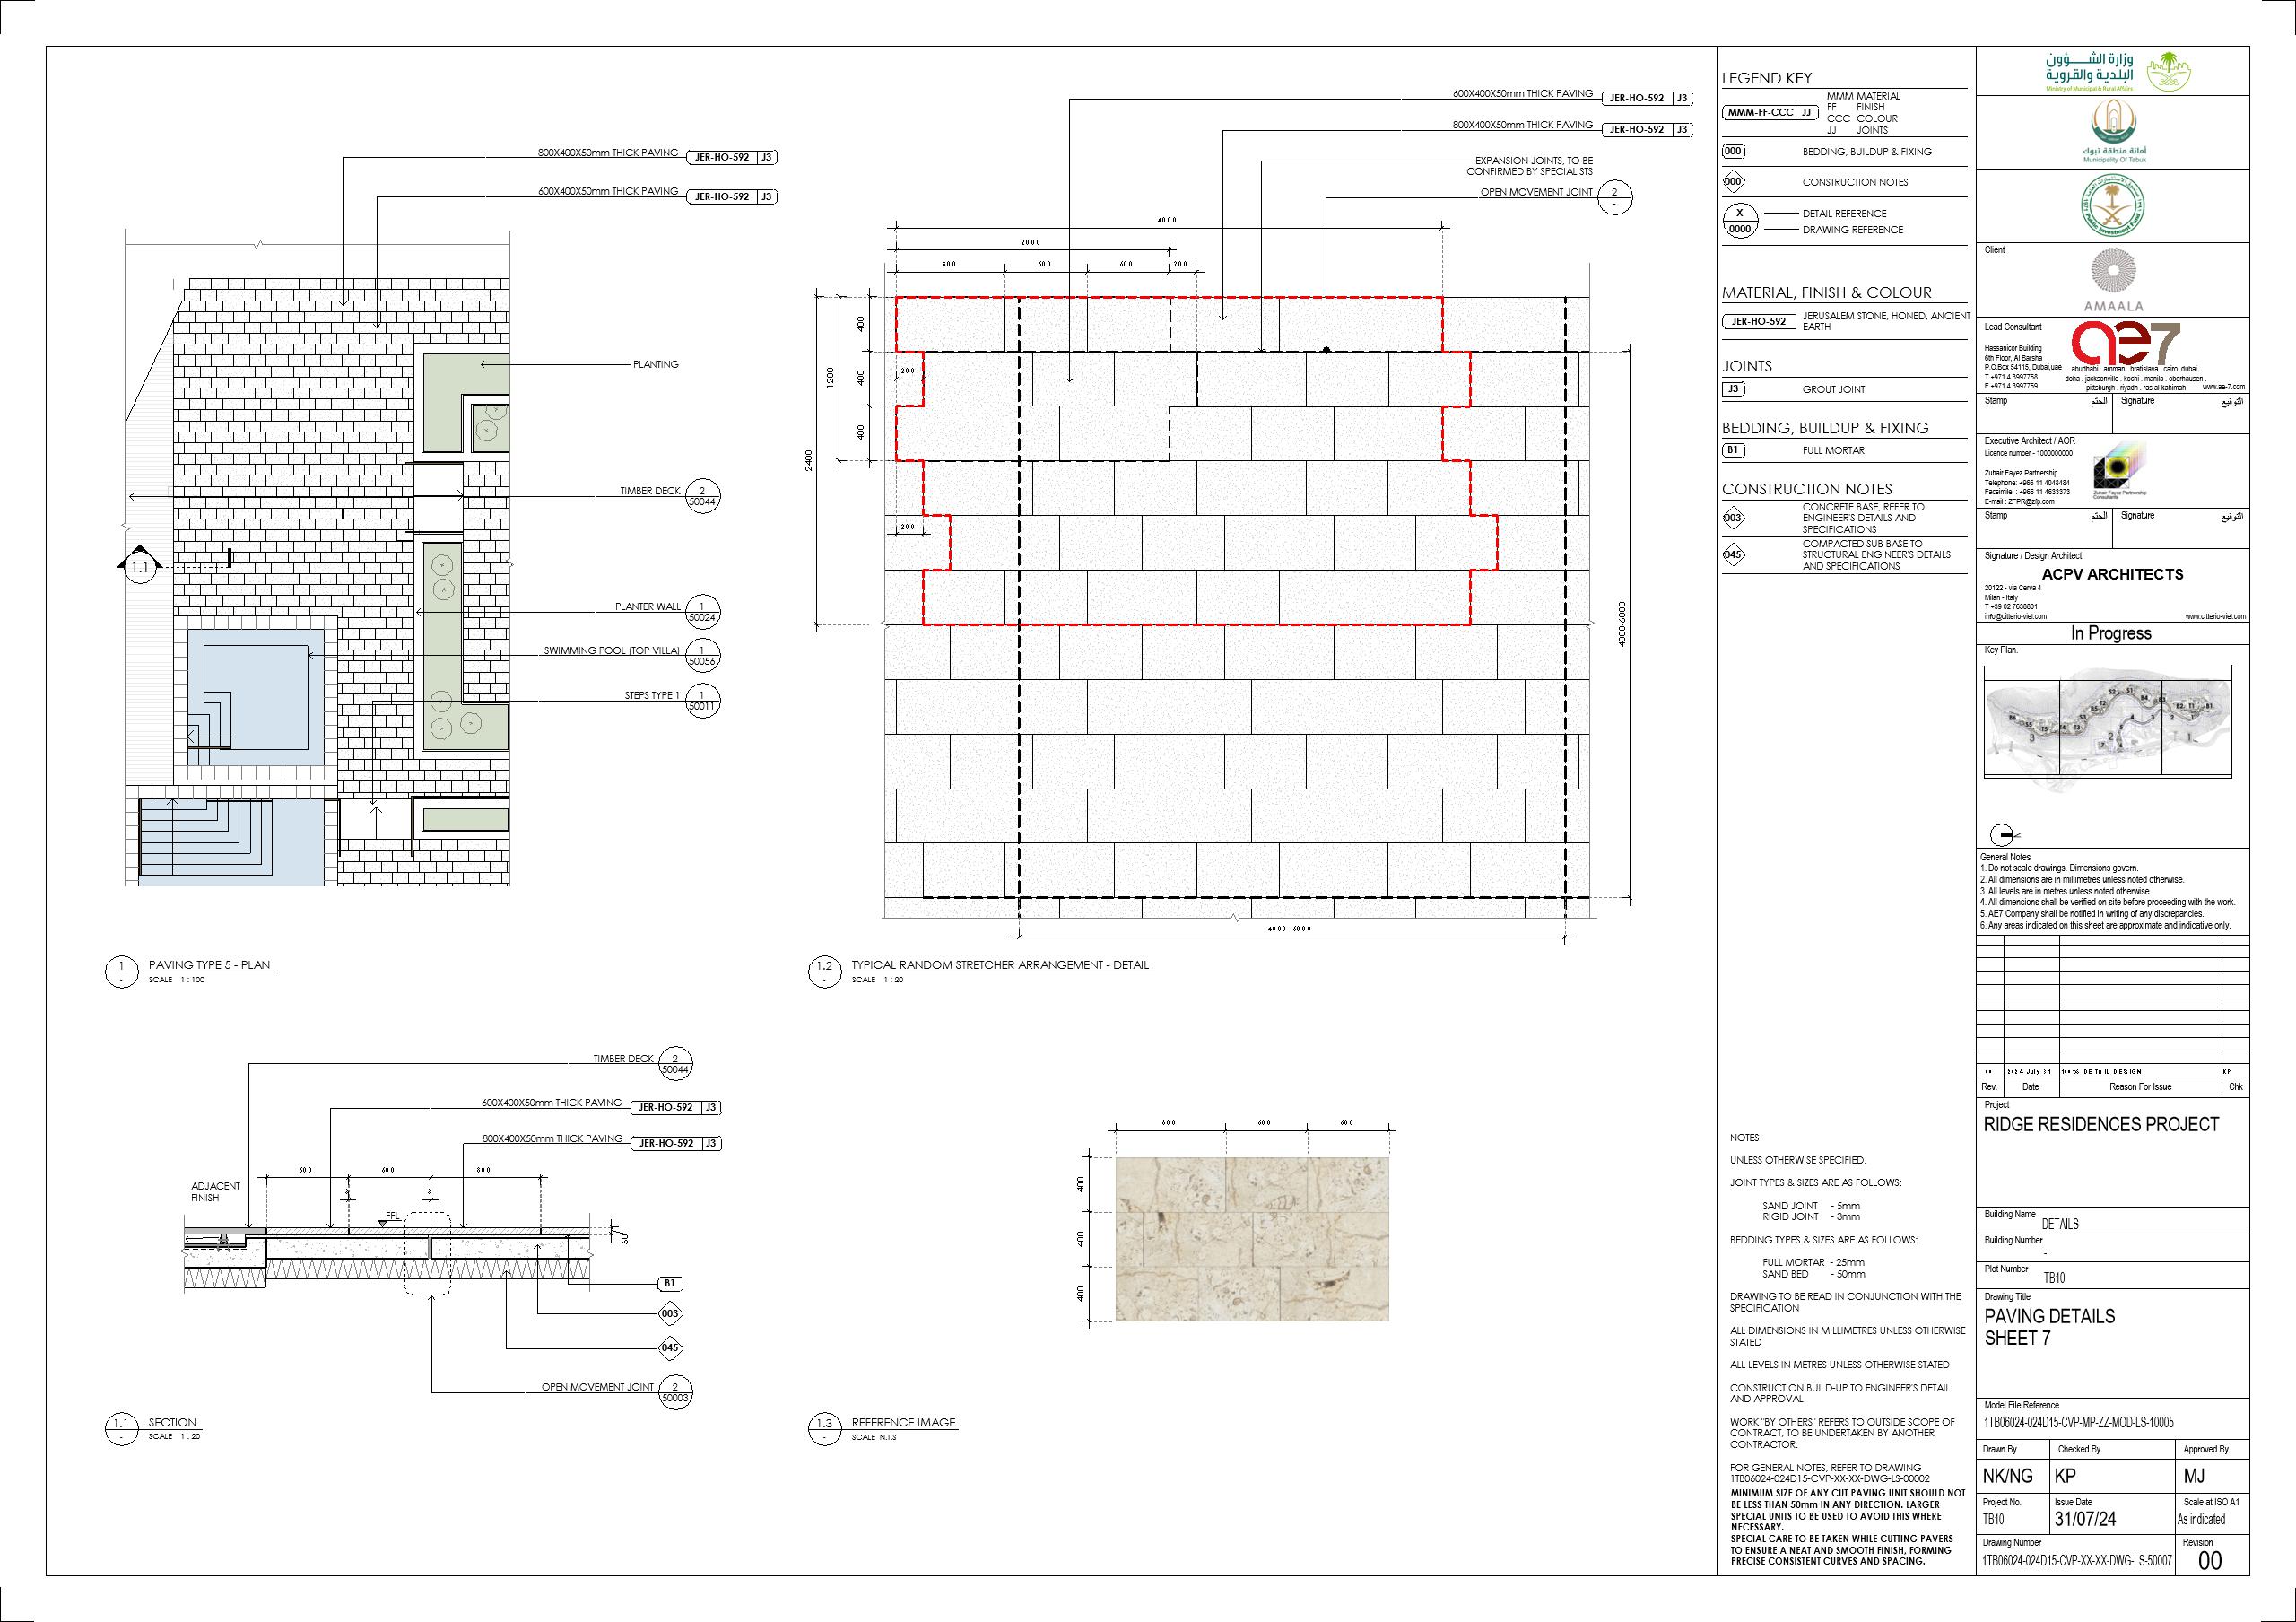 800X400X50mm THICK PAVING JER-HO-592 J3
600X400X50mm THICK PAVING JER-HO-592 J3
PLANTING
TIMBER DECK 2 50044
1.1
PLANTER WALL 1 50024
SWIMMING POOL (TOP VILLA) 1 50056
STEPS TYPE 1 1 50011
1 - PAVING TYPE 5 - PLAN
SCALE 1 : 100
600X400X50mm THICK PAVING JER-HO-592 J3
800X400X50mm THICK PAVING JER-HO-592 J3
EXPANSION JOINTS, TO BE
CONFIRMED BY SPECIALISTS
OPEN MOVEMENT JOINT 2 -
4000
2000
800 600 600 200
400
400
400
1200
2400
200
200
4000-6000
4000-6000
1.2 - TYPICAL RANDOM STRETCHER ARRANGEMENT - DETAIL
SCALE 1 : 20
TIMBER DECK 2 50044
600X400X50mm THICK PAVING JER-HO-592 J3
800X400X50mm THICK PAVING JER-HO-592 J3
600 600 800
ADJACENT
FINISH
FFL
50
B1
003
045
OPEN MOVEMENT JOINT 2 50003
1.1 - SECTION
SCALE 1 : 20
800 600 600
400
400
400
1.3 - REFERENCE IMAGE
SCALE N.T.S
LEGEND KEY
MMM-FF-CCC JJ
MMM MATERIAL
FF FINISH
CCC COLOUR
JJ JOINTS
000 BEDDING, BUILDUP & FIXING
000 CONSTRUCTION NOTES
X DETAIL REFERENCE
0000 DRAWING REFERENCE
MATERIAL, FINISH & COLOUR
JER-HO-592 JERUSALEM STONE, HONED, ANCIENT
EARTH
JOINTS
J3 GROUT JOINT
BEDDING, BUILDUP & FIXING
B1 FULL MORTAR
CONSTRUCTION NOTES
003 CONCRETE BASE, REFER TO
ENGINEER'S DETAILS AND
SPECIFICATIONS
045 COMPACTED SUB BASE TO
STRUCTURAL ENGINEER'S DETAILS
AND SPECIFICATIONS
NOTES
UNLESS OTHERWISE SPECIFIED,
JOINT TYPES & SIZES ARE AS FOLLOWS:
SAND JOINT - 5mm
RIGID JOINT - 3mm
BEDDING TYPES & SIZES ARE AS FOLLOWS:
FULL MORTAR - 25mm
SAND BED - 50mm
DRAWING TO BE READ IN CONJUNCTION WITH THE
SPECIFICATION
ALL DIMENSIONS IN MILLIMETRES UNLESS OTHERWISE
STATED
ALL LEVELS IN METRES UNLESS OTHERWISE STATED
CONSTRUCTION BUILD-UP TO ENGINEER'S DETAIL
AND APPROVAL
WORK "BY OTHERS" REFERS TO OUTSIDE SCOPE OF
CONTRACT, TO BE UNDERTAKEN BY ANOTHER
CONTRACTOR.
FOR GENERAL NOTES, REFER TO DRAWING
1TB06024-024D15-CVP-XX-XX-DWG-LS-00002
MINIMUM SIZE OF ANY CUT PAVING UNIT SHOULD NOT
BE LESS THAN 50mm IN ANY DIRECTION. LARGER
SPECIAL UNITS TO BE USED TO AVOID THIS WHERE
NECESSARY.
SPECIAL CARE TO BE TAKEN WHILE CUTTING PAVERS
TO ENSURE A NEAT AND SMOOTH FINISH, FORMING
PRECISE CONSISTENT CURVES AND SPACING.
وزارة الشؤون
البلدية والقروية
Ministry of Municipal & Rural Affairs
أمانة منطقة تبوك
Municipality Of Tabuk
Public Investment Fund
Client
AMAALA
Lead Consultant
ae7
Hassanicor Building
6th Floor, Al Barsha
P.O.Box 54115, Dubai,uae
T +971 4 3997758
F +971 4 3997759
abudhabi . amman . bratislava . cairo. dubai .
doha . jacksonville . kochi . manila . oberhausen .
pittsburgh . riyadh . ras al-kahimah www.ae-7.com
Stamp الختم Signature التوقيع
Executive Architect / AOR
Licence number - 1000000000
Zuhair Fayez Partnership
Telephone: +966 11 4048484
Facsimile : +966 11 4633373
E-mail : ZFPR@zfp.com
Zuhair Fayez Partnership
Consultants
Stamp الختم Signature التوقيع
Signature / Design Architect
ACPV ARCHITECTS
20122 - via Cerva 4
Milan - Italy
T +39 02 7638801
info@citterio-viel.com www.citterio-viel.com
In Progress
Key Plan.
N
General Notes
1. Do not scale drawings. Dimensions govern.
2. All dimensions are in millimetres unless noted otherwise.
3. All levels are in metres unless noted otherwise.
4. All dimensions shall be verified on site before proceeding with the work.
5. AE7 Company shall be notified in writing of any discrepancies.
6. Any areas indicated on this sheet are approximate and indicative only.
00 2024 July 31 100% DETAIL DESIGN KP
Rev. Date Reason For Issue Chk
Project
RIDGE RESIDENCES PROJECT
Building Name
DETAILS
Building Number
-
Plot Number
TB10
Drawing Title
PAVING DETAILS
SHEET 7
Model File Reference
1TB06024-024D15-CVP-MP-ZZ-MOD-LS-10005
Drawn By Checked By Approved By
NK/NG KP MJ
Project No. Issue Date Scale at ISO A1
TB10 31/07/24 As indicated
Drawing Number Revision
1TB06024-024D15-CVP-XX-XX-DWG-LS-50007 00